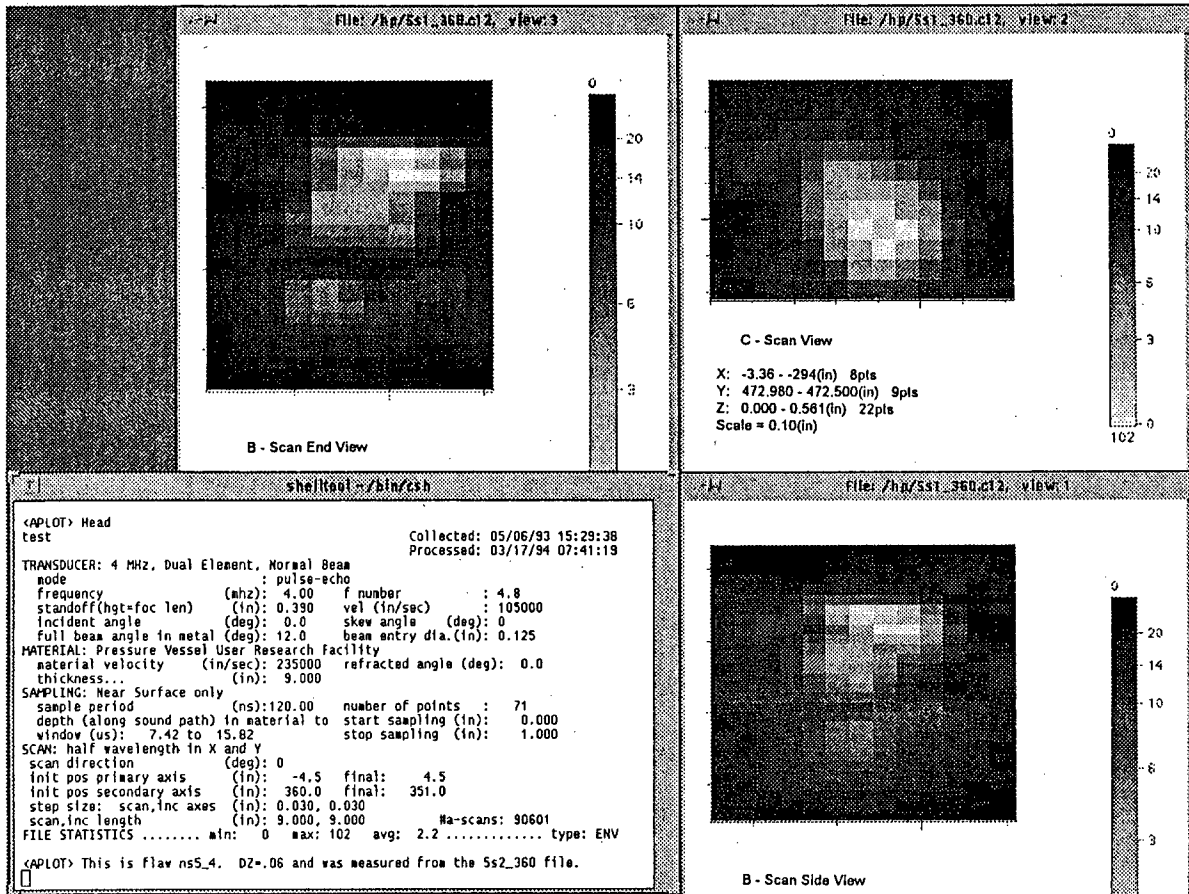 File: /hp/5s1_360.c12, view:3
0
20
14
10
6
3
B - Scan End View
File: /hp/5s1_360.c12, view:2
0
20
14
10
6
3
0
102
C - Scan View
X: -3.36 - -294(in) 8pts
Y: 472.980 - 472.500(in) 9pts
Z: 0.000 - 0.561(in) 22pts
Scale = 0.10(in)
shelltool - /bin/csh
<APLOT> Head
test
Collected: 05/06/93 15:29:38
Processed: 03/17/94 07:41:19
TRANSDUCER: 4 MHz, Dual Element, Normal Beam
mode : pulse-echo
frequency (mhz): 4.00 f number : 4.8
standoff(hgt=foc len) (in): 0.390 vel (in/sec) : 105000
incident angle (deg): 0.0 skew angle (deg): 0
full beam angle in metal (deg): 12.0 beam entry dia.(in): 0.125
MATERIAL: Pressure Vessel User Research Facility
material velocity (in/sec): 235000 refracted angle (deg): 0.0
thickness... (in): 9.000
SAMPLING: Near Surface only
sample period (ns):120.00 number of points : 71
depth (along sound path) in material to start sampling (in): 0.000
window (us): 7.42 to 15.82 stop sampling (in): 1.000
SCAN: half wavelength in X and Y
scan direction (deg): 0
init pos primary axis (in): -4.5 final: 4.5
init pos secondary axis (in): 360.0 final: 351.0
step size: scan,inc axes (in): 0.030, 0.030
scan,inc length (in): 9.000, 9.000 #a-scans: 90601
FILE STATISTICS ........ min: 0 max: 102 avg: 2.2 ............. type: ENV
<APLOT> This is flaw ns5_4. DZ=.06 and was measured from the 5s2_360 file.
File: /hp/5s1_360.c12, view:1
0
20
14
10
6
3
B - Scan Side View